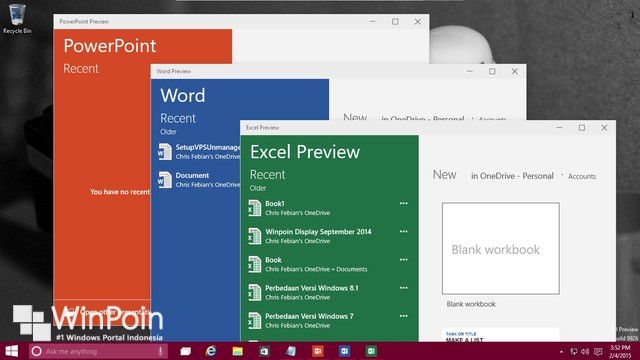 Recycle Bin
PowerPoint Preview
PowerPoint
Recent
You have no recent
Open other presentati
Word Preview
Word
Recent
Older
SetupVPSUnmanage
Chris Febian's OneDrive
Document
Chris Febian's OneDrive
New in OneDrive - Personal Accounts
Excel Preview
Excel Preview
Recent
Older
Book1
Chris Febian's OneDrive
Winpoin Display September 2014
Chris Febian's OneDrive
Book
Chris Febian's OneDrive » Documents
Perbedaan Versi Windows 8.1
Chris Febian's OneDrive
Perbedaan Versi Windows 7
Chris Febian's OneDrive
New in OneDrive - Personal Accounts
Blank workbook
Blank workbook
TASK OR TITLE
MAKE A LIST
WinPoin
#1 Windows Portal Indonesia
l Preview
uild 9926
Ask me anything
3:52 PM
2/4/2015